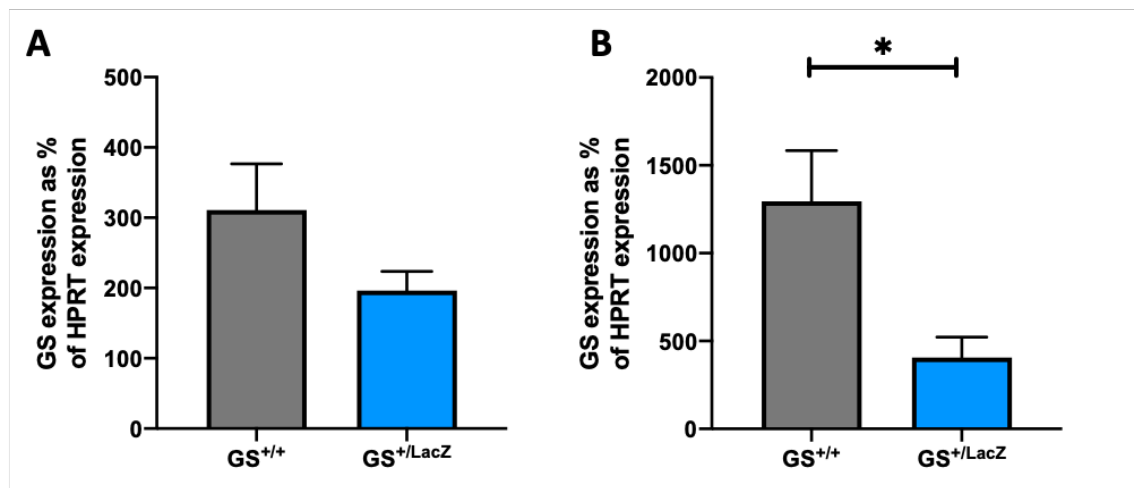 A
GS expression as %
of HPRT expression
500
400
300
200
100
0
GS+/+
GS+/LacZ
B
*
GS expression as %
of HPRT expression
2000
1500
1000
500
0
GS+/+
GS+/LacZ